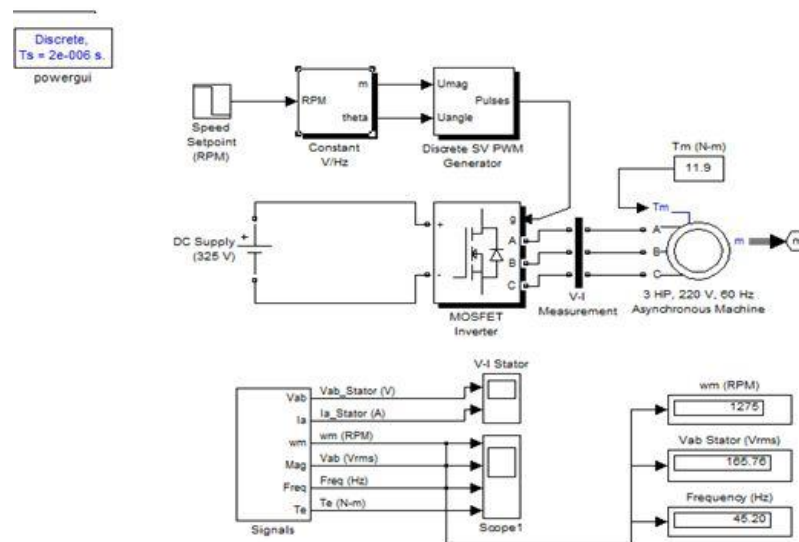 Discrete,
Ts = 2e-006 s.
powergui
Speed
Setpoint
(RPM)
RPM
m
theta
Constant
V/Hz
Umag
Uangle
Pulses
Discrete SV PWM
Generator
Tm (N-m)
11.9
DC Supply
(325 V)
+
+
-
g
A
B
C
MOSFET
Inverter
V-I
Measurement
Tm
A
B
C
m
3 HP, 220 V, 60 Hz
Asynchronous Machine
V-I Stator
Vab
Ia
wm
Mag
Freq
Te
Signals
Vab_Stator (V)
Ia_Stator (A)
wm (RPM)
Vab (Vrms)
Freq (Hz)
Te (N-m)
Scope1
wm (RPM)
1275
Vab Stator (Vrms)
165.76
Frequency (Hz)
45.20